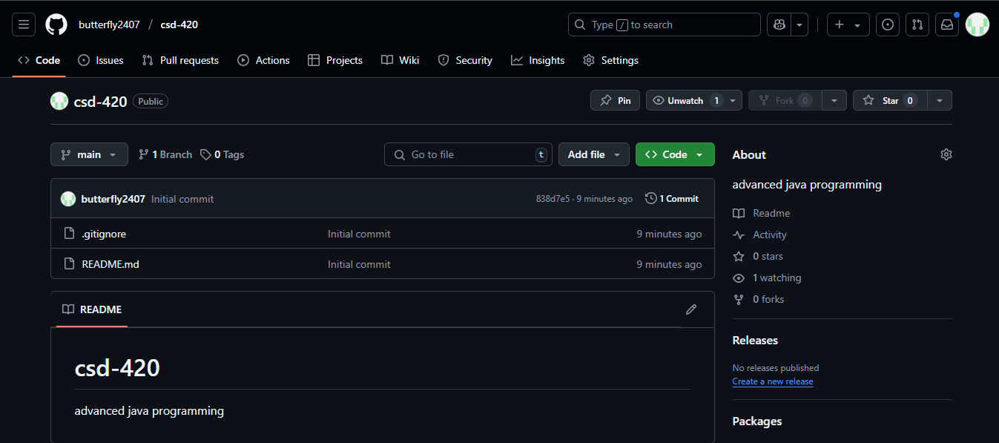 butterfly2407 / csd-420 Type / to search
Code Issues Pull requests Actions Projects Wiki Security Insights Settings
csd-420 Public Pin Unwatch 1 Fork 0 Star 0
main 1 Branch 0 Tags Go to file t Add file Code About
advanced java programming
butterfly2407 Initial commit 838d7e5 · 9 minutes ago 1 Commit
Readme
.gitignore Initial commit 9 minutes ago
Activity
0 stars
README.md Initial commit 9 minutes ago
1 watching
0 forks
README
Releases
No releases published
Create a new release
csd-420
advanced java programming
Packages